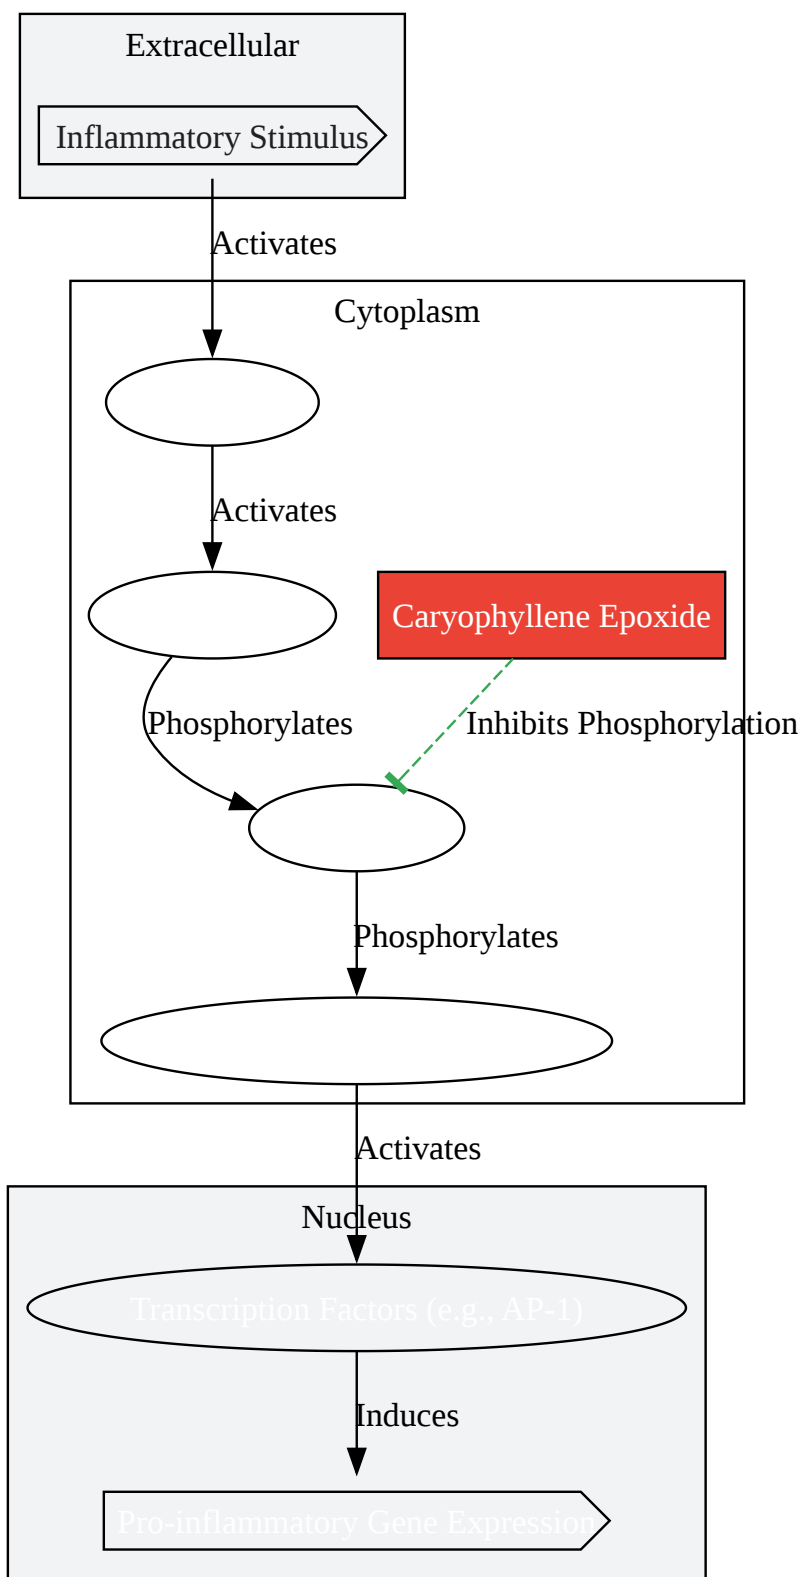 Extracellular
Inflammatory Stimulus
Activates
Cytoplasm
Activates
Caryophyllene Epoxide
Phosphorylates
Inhibits Phosphorylation
Phosphorylates
Activates
Nucleus
Transcription Factors (e.g., AP-1)
Induces
Pro-inflammatory Gene Expression